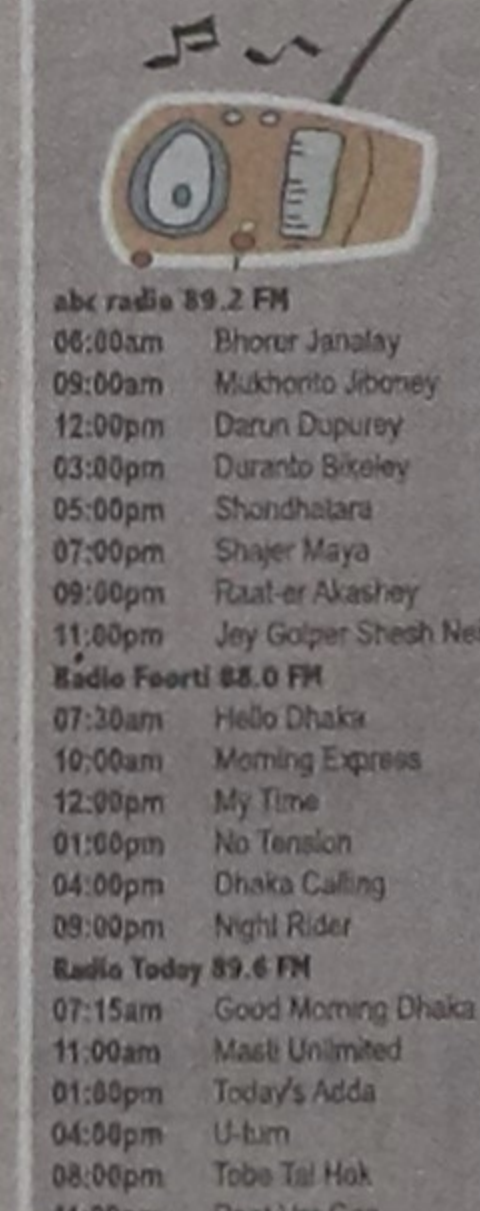 abc radio 89.2 FM
06:00am Bhorer Janalay
09:00am Mukhorito Jiboney
12:00pm Darun Dupurey
03:00pm Duranto Bikeley
05:00pm Shondhatara
07:00pm Shajer Maya
09:00pm Raat-er Akashey
11:00pm Jey Golper Shesh Nei
Radio Foorti 88.0 FM
07:30am Hello Dhaka
10:00am Morning Express
12:00pm My Time
01:00pm No Tension
04:00pm Dhaka Calling
09:00pm Night Rider
Radio Today 89.6 FM
07:15am Good Morning Dhaka
11:00am Masti Unlimited
01:00pm Today's Adda
04:00pm U-turn
08:00pm Tobe Tai Hok